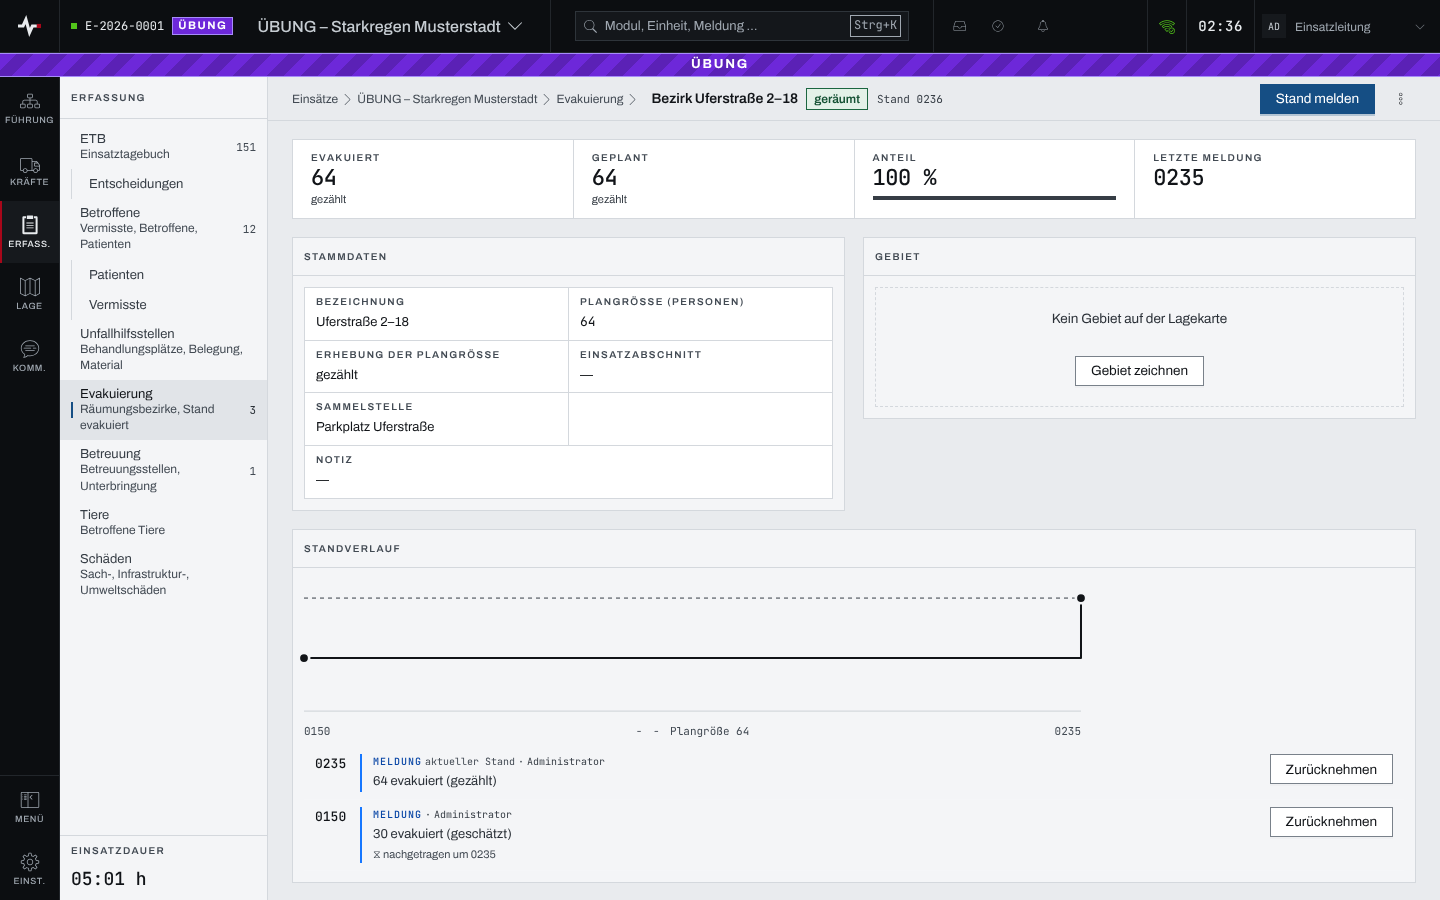 E-2026-0001 ÜBUNG ÜBUNG – Starkregen Musterstadt Modul, Einheit, Meldung ... Strg+K 02:36 AD Einsatzleitung
ÜBUNG
FÜHRUNG
KRÄFTE
ERFASS.
LAGE
KOMM.
MENÜ
EINST.
ERFASSUNG
ETB
Einsatztagebuch
151
Entscheidungen
Betroffene
Vermisste, Betroffene,
Patienten
12
Patienten
Vermisste
Unfallhilfsstellen
Behandlungsplätze, Belegung,
Material
Evakuierung
Räumungsbezirke, Stand
evakuiert
3
Betreuung
Betreuungsstellen,
Unterbringung
1
Tiere
Betroffene Tiere
Schäden
Sach-, Infrastruktur-,
Umweltschäden
EINSATZDAUER
05:01 h
Einsätze ÜBUNG – Starkregen Musterstadt Evakuierung Bezirk Uferstraße 2–18 geräumt Stand 0236 Stand melden
EVAKUIERT
64
gezählt
GEPLANT
64
gezählt
ANTEIL
100 %
LETZTE MELDUNG
0235
STAMMDATEN
BEZEICHNUNG
Uferstraße 2–18
PLANGRÖSSE (PERSONEN)
64
ERHEBUNG DER PLANGRÖSSE
gezählt
EINSATZABSCHNITT
—
SAMMELSTELLE
Parkplatz Uferstraße
NOTIZ
—
GEBIET
Kein Gebiet auf der Lagekarte
Gebiet zeichnen
STANDVERLAUF
0150 - - Plangröße 64 0235
0235 MELDUNG aktueller Stand · Administrator
64 evakuiert (gezählt)
Zurücknehmen
0150 MELDUNG · Administrator
30 evakuiert (geschätzt)
⧖ nachgetragen um 0235
Zurücknehmen